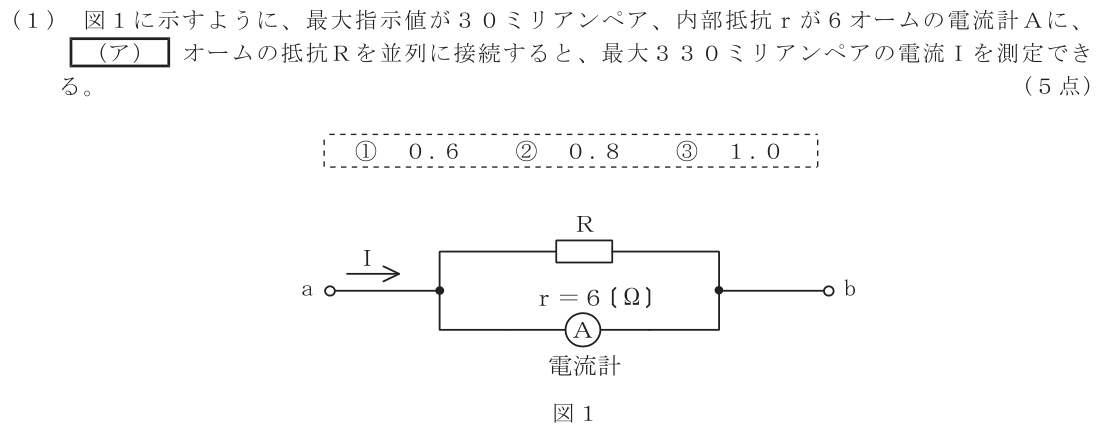 (1) 図1に示すように、最大指示値が30ミリアンペア、内部抵抗rが6オームの電流計Aに、
(ア) オームの抵抗Rを並列に接続すると、最大330ミリアンペアの電流Iを測定でき
る。 (5点)
① 0.6 ② 0.8 ③ 1.0
R
I
a b
r=6〔Ω〕
A
電流計
図1